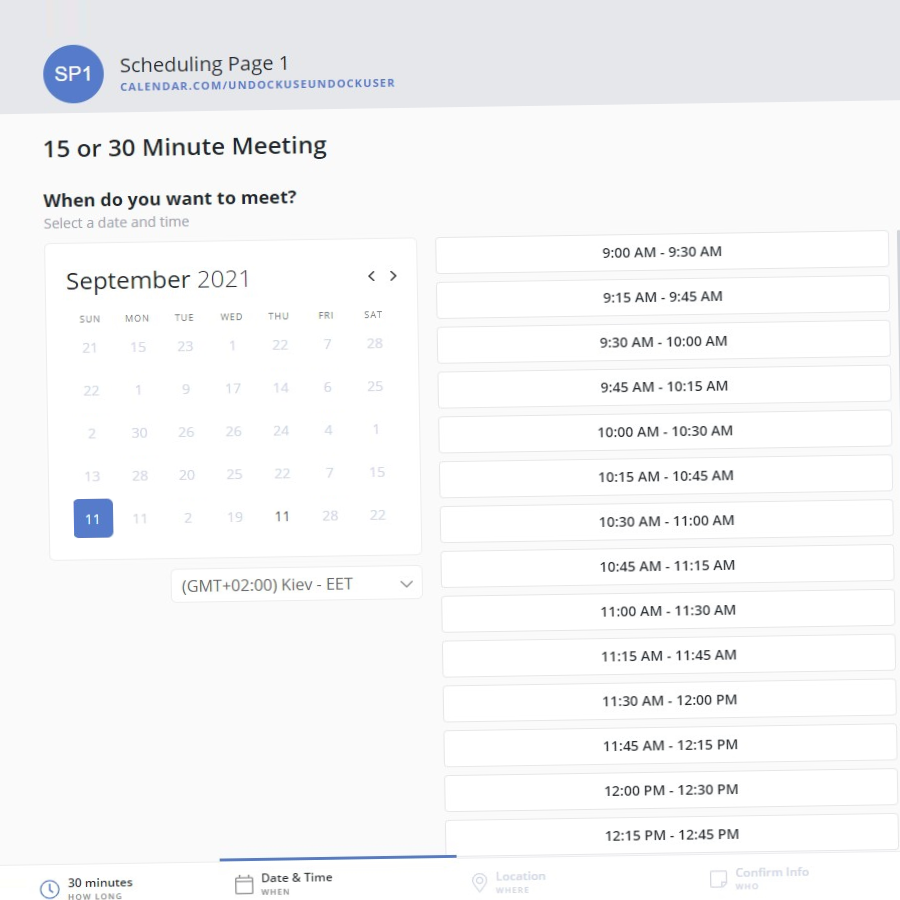 SP1
Scheduling Page 1
CALENDAR.COM/UNDOCKUSEUNDOCKUSER
15 or 30 Minute Meeting
When do you want to meet?
Select a date and time
September 2021
SUN MON TUE WED THU FRI SAT
21 15 23 1 22 7 28
22 1 9 17 14 6 25
2 30 26 26 24 4 1
13 28 20 25 22 7 15
11 11 2 19 11 28 22
(GMT+02:00) Kiev - EET
9:00 AM - 9:30 AM
9:15 AM - 9:45 AM
9:30 AM - 10:00 AM
9:45 AM - 10:15 AM
10:00 AM - 10:30 AM
10:15 AM - 10:45 AM
10:30 AM - 11:00 AM
10:45 AM - 11:15 AM
11:00 AM - 11:30 AM
11:15 AM - 11:45 AM
11:30 AM - 12:00 PM
11:45 AM - 12:15 PM
12:00 PM - 12:30 PM
12:15 PM - 12:45 PM
30 minutes
HOW LONG
Date & Time
WHEN
Location
WHERE
Confirm Info
WHO